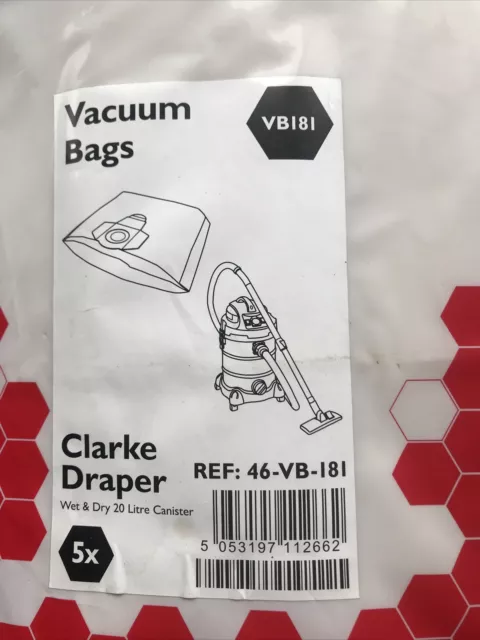 Vacuum
Bags
VB181
Clarke
Draper
Wet & Dry 20 Litre Canister
REF: 46-VB-181
5x
5 053197 112662